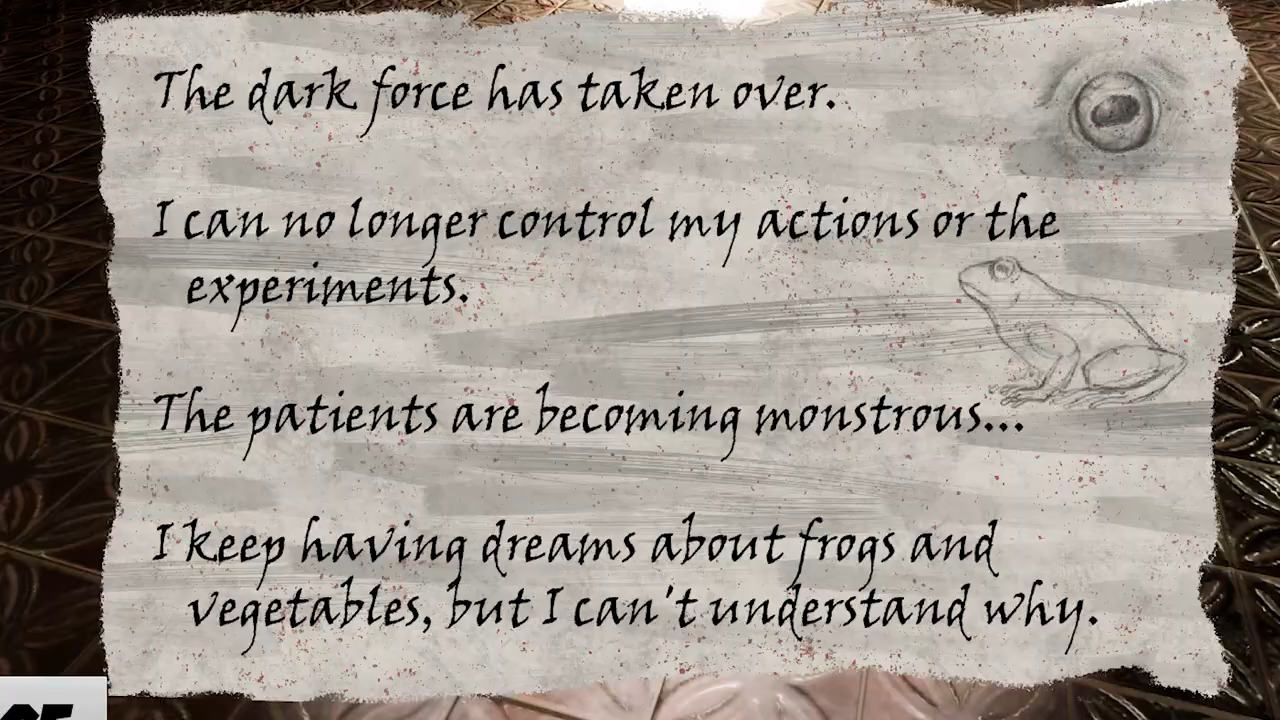 The dark force has taken over.
I can no longer control my actions or the
experiments.
The patients are becoming monstrous...
I keep having dreams about frogs and
vegetables, but I can't understand why.